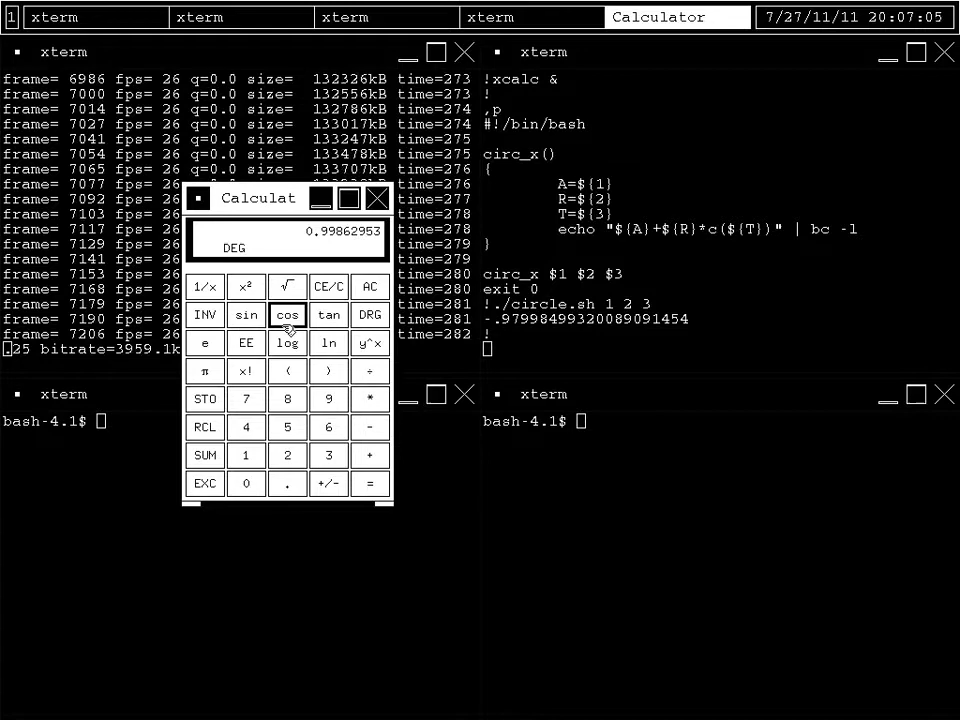 1 xterm xterm xterm xterm Calculator 7/27/11/11 20:07:05
xterm
frame= 6986 fps= 26 q=0.0 size= 132326kB time=273
frame= 7000 fps= 26 q=0.0 size= 132556kB time=273
frame= 7014 fps= 26 q=0.0 size= 132786kB time=274
frame= 7027 fps= 26 q=0.0 size= 133017kB time=274
frame= 7041 fps= 26 q=0.0 size= 133247kB time=275
frame= 7054 fps= 26 q=0.0 size= 133478kB time=275
frame= 7065 fps= 26 q=0.0 size= 133707kB time=276
frame= 7077 fps= 26 time=276
frame= 7092 fps= 26 time=277
frame= 7103 fps= 26 time=278
frame= 7117 fps= 26 time=278
frame= 7129 fps= 26 time=279
frame= 7141 fps= 26 time=279
frame= 7153 fps= 26 time=280
frame= 7168 fps= 26 time=280
frame= 7179 fps= 26 time=281
frame= 7190 fps= 26 time=281
frame= 7206 fps= 26 time=282
.25 bitrate=3959.1k
xterm
!xcalc &
!
,p
#!/bin/bash
circ_x()
{
A=${1}
R=${2}
T=${3}
echo "${A}+${R}*c(${T})" | bc -l
}
circ_x $1 $2 $3
exit 0
!./circle.sh 1 2 3
-.97998499320089091454
!
Calculat
0.99862953
DEG
1/x x² √ CE/C AC
INV sin cos tan DRG
e EE log ln y^x
π x! ( ) ÷
STO 7 8 9 *
RCL 4 5 6 -
SUM 1 2 3 +
EXC 0 . +/- =
xterm
bash-4.1$
xterm
bash-4.1$